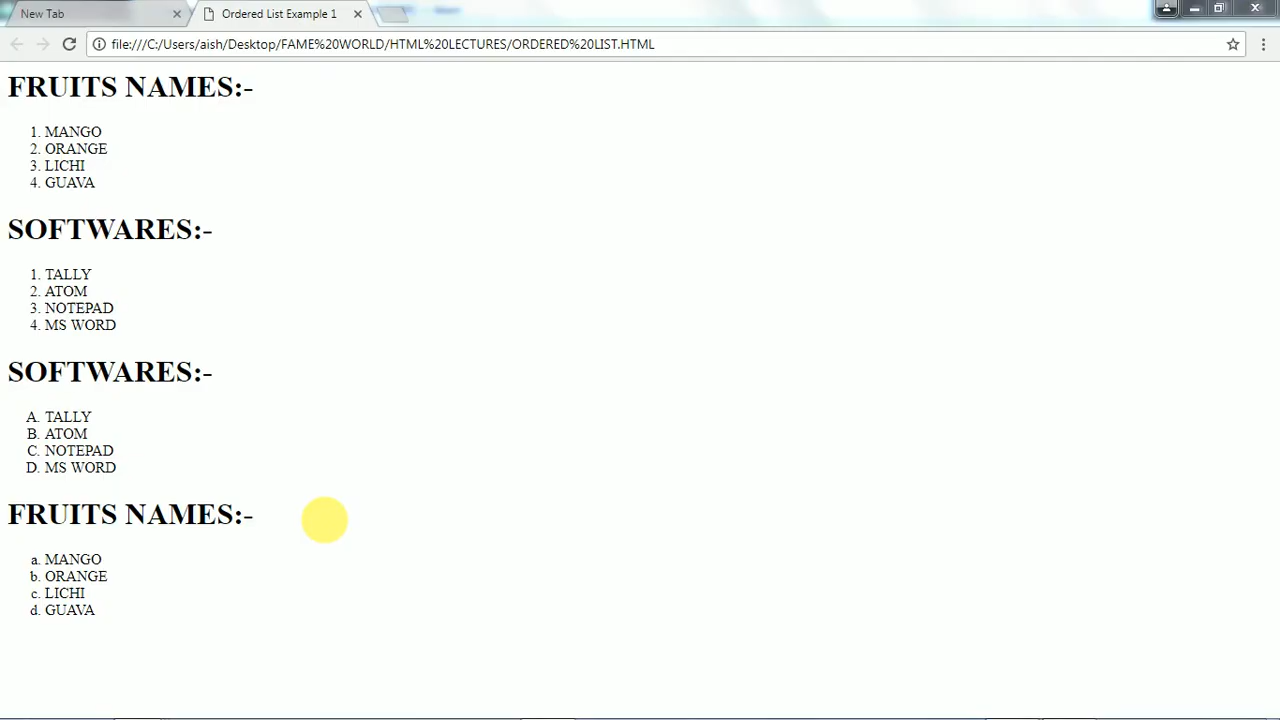 New Tab
Ordered List Example 1
file:///C:/Users/aish/Desktop/FAME%20WORLD/HTML%20LECTURES/ORDERED%20LIST.HTML
FRUITS NAMES:-
1. MANGO
2. ORANGE
3. LICHI
4. GUAVA
SOFTWARES:-
1. TALLY
2. ATOM
3. NOTEPAD
4. MS WORD
SOFTWARES:-
A. TALLY
B. ATOM
C. NOTEPAD
D. MS WORD
FRUITS NAMES:-
a. MANGO
b. ORANGE
c. LICHI
d. GUAVA